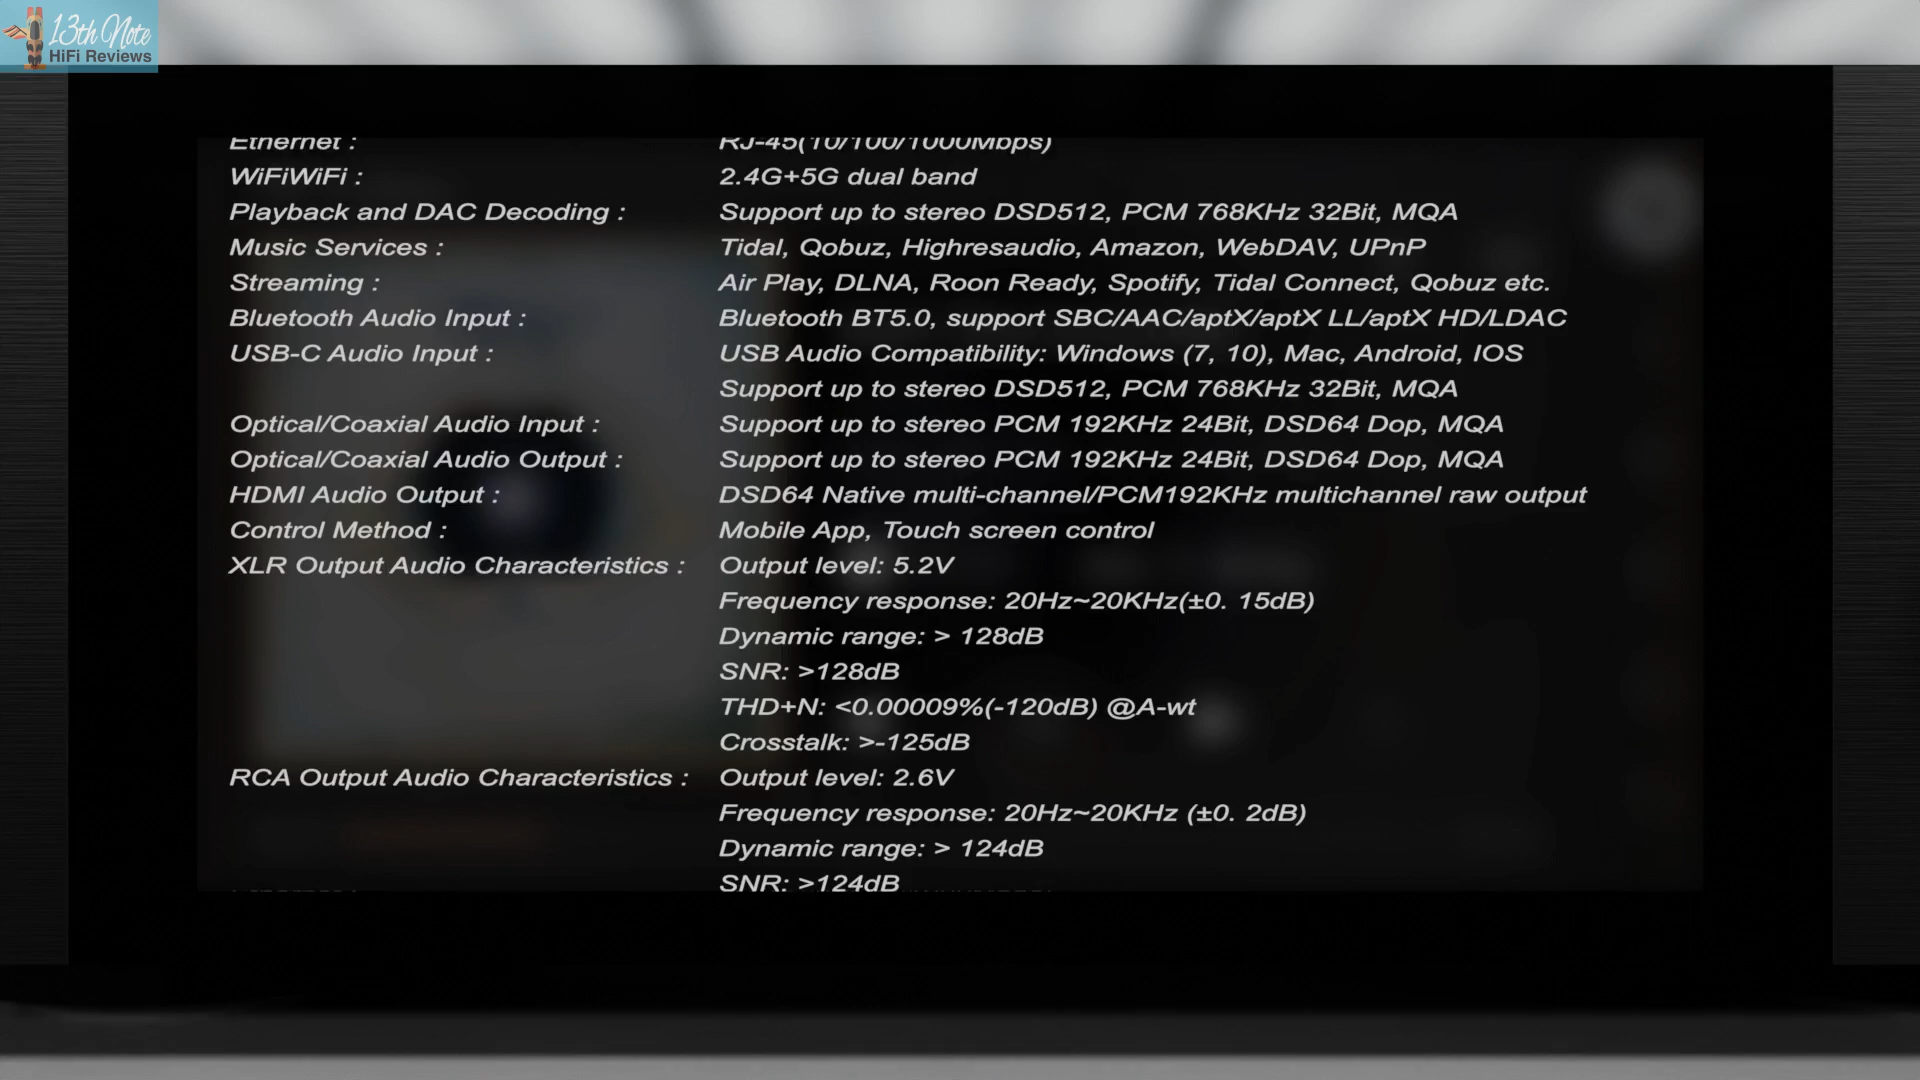 13th Note
HiFi Reviews
Ethernet : RJ-45(10/100/1000Mbps)
WiFiWiFi : 2.4G+5G dual band
Playback and DAC Decoding : Support up to stereo DSD512, PCM 768KHz 32Bit, MQA
Music Services : Tidal, Qobuz, Highresaudio, Amazon, WebDAV, UPnP
Streaming : Air Play, DLNA, Roon Ready, Spotify, Tidal Connect, Qobuz etc.
Bluetooth Audio Input : Bluetooth BT5.0, support SBC/AAC/aptX/aptX LL/aptX HD/LDAC
USB-C Audio Input : USB Audio Compatibility: Windows (7, 10), Mac, Android, IOS
Support up to stereo DSD512, PCM 768KHz 32Bit, MQA
Optical/Coaxial Audio Input : Support up to stereo PCM 192KHz 24Bit, DSD64 Dop, MQA
Optical/Coaxial Audio Output : Support up to stereo PCM 192KHz 24Bit, DSD64 Dop, MQA
HDMI Audio Output : DSD64 Native multi-channel/PCM192KHz multichannel raw output
Control Method : Mobile App, Touch screen control
XLR Output Audio Characteristics : Output level: 5.2V
Frequency response: 20Hz~20KHz(±0. 15dB)
Dynamic range: > 128dB
SNR: >128dB
THD+N: <0.00009%(-120dB) @A-wt
Crosstalk: >-125dB
RCA Output Audio Characteristics : Output level: 2.6V
Frequency response: 20Hz~20KHz (±0. 2dB)
Dynamic range: > 124dB
SNR: >124dB